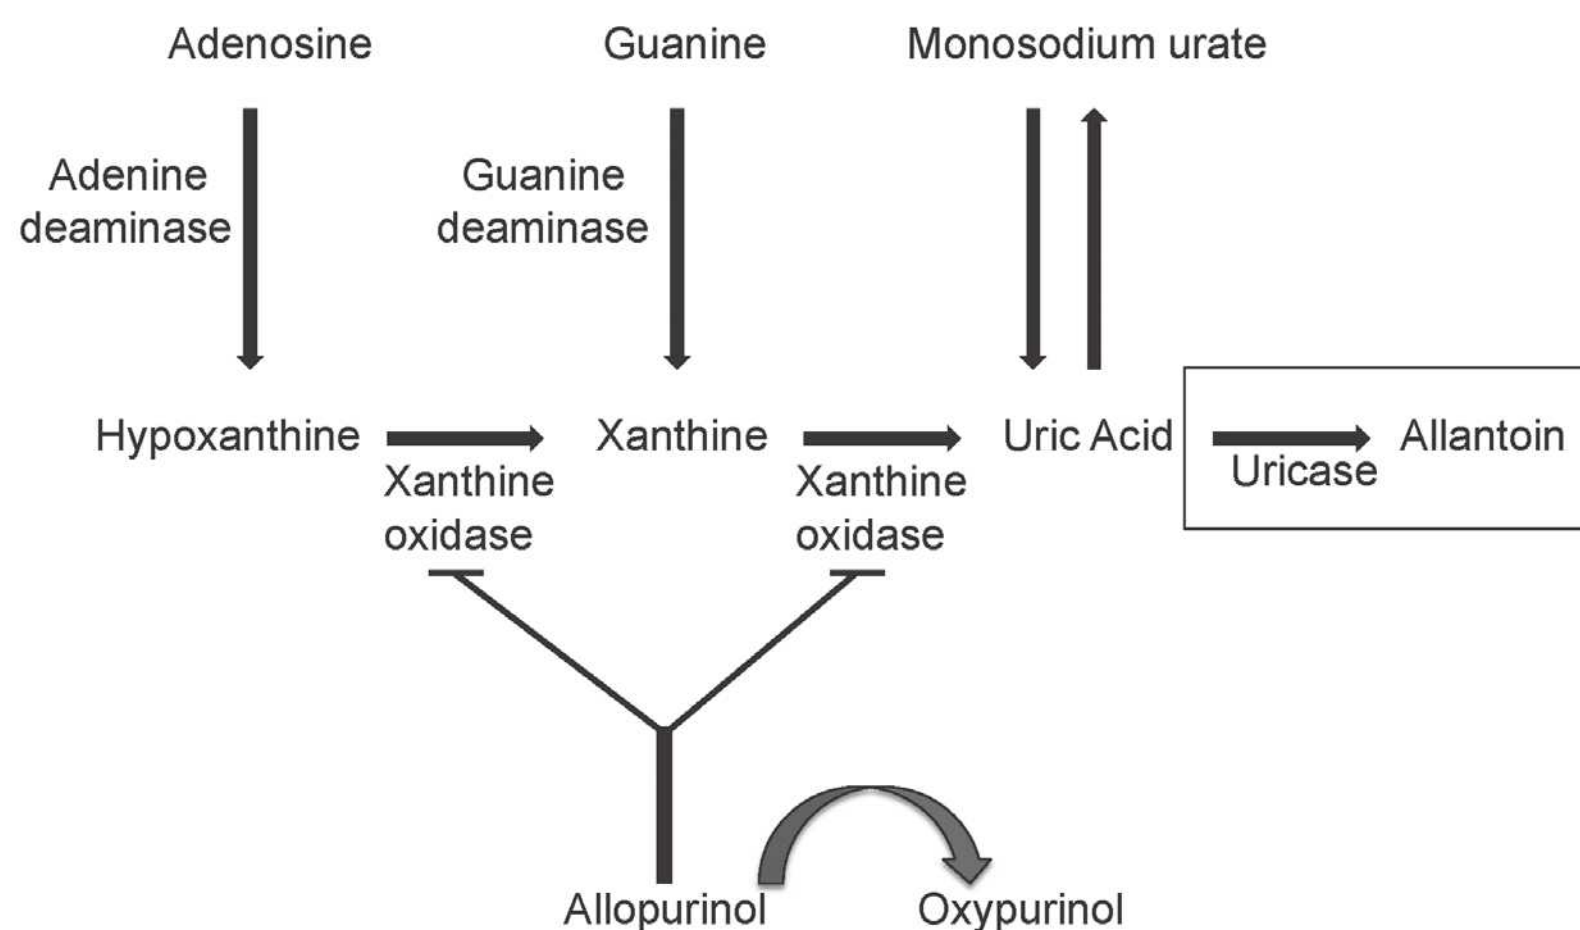 Adenosine
Guanine
Monosodium urate
Adenine
deaminase
Guanine
deaminase
Hypoxanthine
Xanthine
Uric Acid
Allantoin
Xanthine
oxidase
Xanthine
oxidase
Uricase
Allopurinol
Oxypurinol